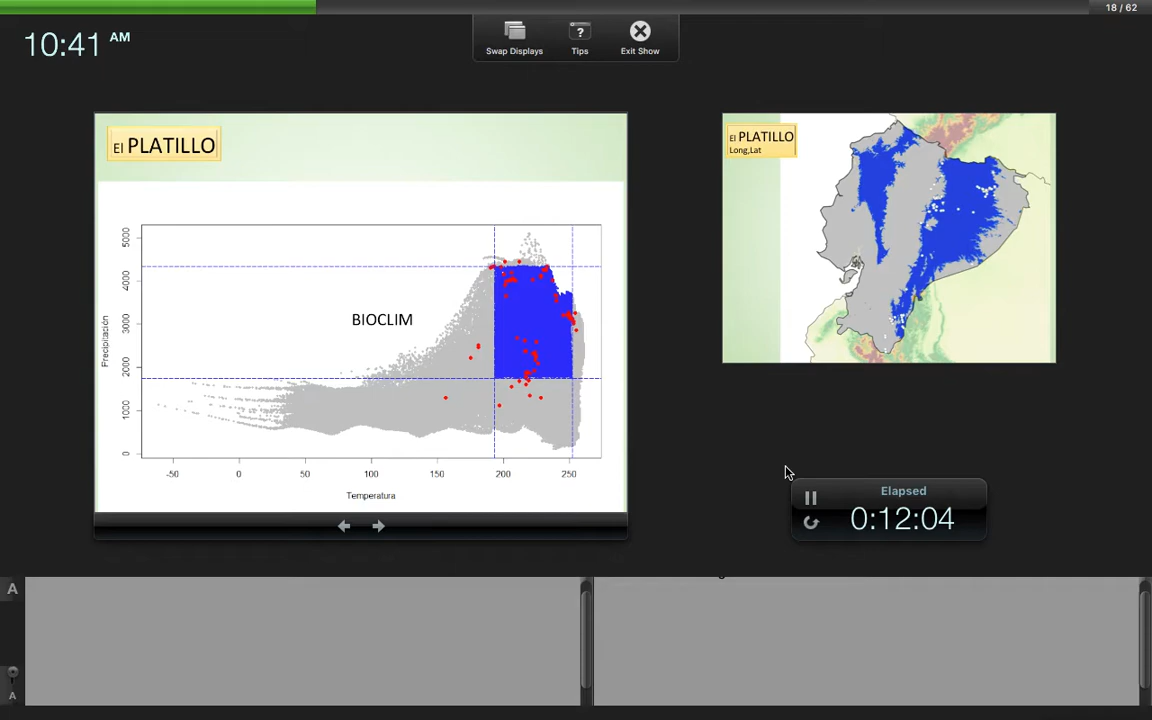 18 / 62
10:41 AM
Swap Displays
?
Tips
Exit Show
El PLATILLO
5000
4000
3000
2000
1000
0
Precipitación
BIOCLIM
-50 0 50 100 150 200 250
Temperatura
El PLATILLO
Long,Lat
Elapsed
0:12:04
A
A